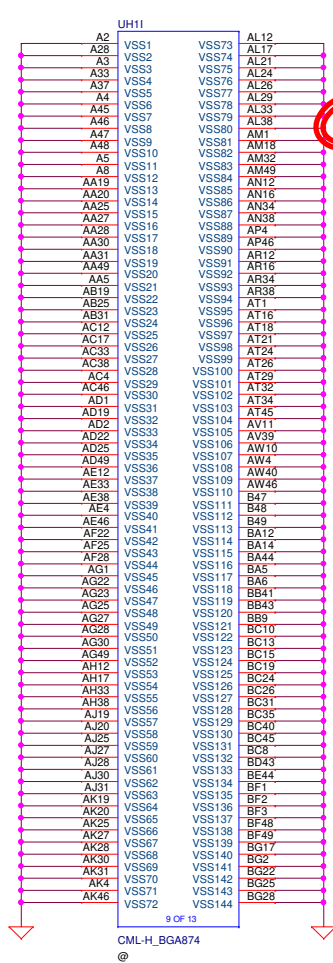 UH1I
A2 VSS1 VSS73 AL12
A28 VSS2 VSS74 AL17
A3 VSS3 VSS75 AL21
A33 VSS4 VSS76 AL24
A37 VSS5 VSS77 AL26
A4 VSS6 VSS78 AL29
A45 VSS7 VSS79 AL33
A46 VSS8 VSS80 AL38
A47 VSS9 VSS81 AM1
A48 VSS10 VSS82 AM18
A5 VSS11 VSS83 AM32
A8 VSS12 VSS84 AM49
AA19 VSS13 VSS85 AN12
AA20 VSS14 VSS86 AN16
AA25 VSS15 VSS87 AN34
AA27 VSS16 VSS88 AN38
AA28 VSS17 VSS89 AP4
AA30 VSS18 VSS90 AP46
AA31 VSS19 VSS91 AR12
AA49 VSS20 VSS92 AR16
AA5 VSS21 VSS93 AR34
AB19 VSS22 VSS94 AR38
AB25 VSS23 VSS95 AT1
AB31 VSS24 VSS96 AT16
AC12 VSS25 VSS97 AT18
AC17 VSS26 VSS98 AT21
AC33 VSS27 VSS99 AT24
AC38 VSS28 VSS100 AT26
AC4 VSS29 VSS101 AT29
AC46 VSS30 VSS102 AT32
AD1 VSS31 VSS103 AT34
AD19 VSS32 VSS104 AT45
AD2 VSS33 VSS105 AV11
AD22 VSS34 VSS106 AV39
AD25 VSS35 VSS107 AW10
AD49 VSS36 VSS108 AW4
AE12 VSS37 VSS109 AW40
AE33 VSS38 VSS110 AW46
AE38 VSS39 VSS111 B47
AE4 VSS40 VSS112 B48
AE46 VSS41 VSS113 B49
AF22 VSS42 VSS114 BA12
AF25 VSS43 VSS115 BA14
AF28 VSS44 VSS116 BA44
AG1 VSS45 VSS117 BA5
AG22 VSS46 VSS118 BA6
AG23 VSS47 VSS119 BB41
AG25 VSS48 VSS120 BB43
AG27 VSS49 VSS121 BB9
AG28 VSS50 VSS122 BC10
AG30 VSS51 VSS123 BC13
AG49 VSS52 VSS124 BC15
AH12 VSS53 VSS125 BC19
AH17 VSS54 VSS126 BC24
AH33 VSS55 VSS127 BC26
AH38 VSS56 VSS128 BC31
AJ19 VSS57 VSS129 BC35
AJ20 VSS58 VSS130 BC40
AJ25 VSS59 VSS131 BC45
AJ27 VSS60 VSS132 BC8
AJ28 VSS61 VSS133 BD43
AJ30 VSS62 VSS134 BE44
AJ31 VSS63 VSS135 BF1
AK19 VSS64 VSS136 BF2
AK20 VSS65 VSS137 BF3
AK25 VSS66 VSS138 BF48
AK27 VSS67 VSS139 BF49
AK28 VSS68 VSS140 BG17
AK30 VSS69 VSS141 BG2
AK31 VSS70 VSS142 BG22
AK4 VSS71 VSS143 BG25
AK46 VSS72 VSS144 BG28
9 OF 13
CML-H_BGA874
@